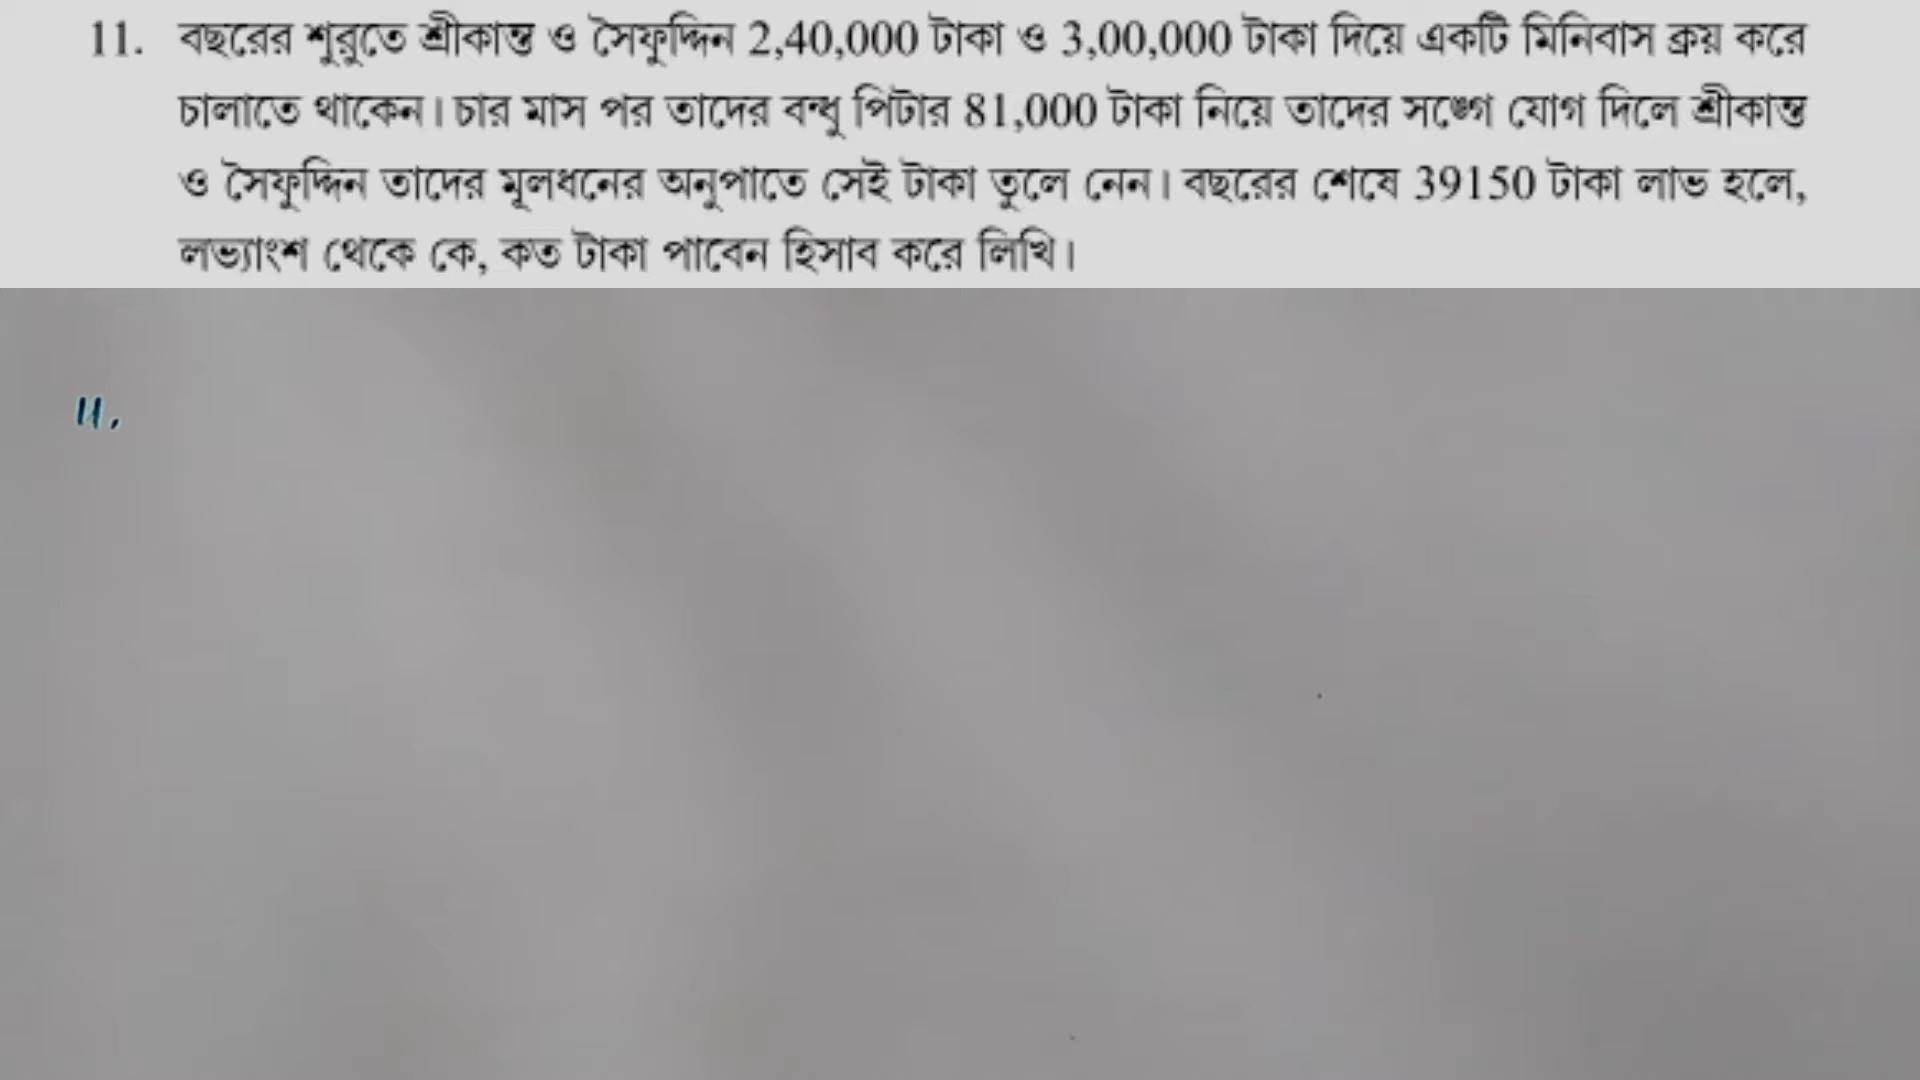 11. বছরের শুরুতে শ্রীকান্ত ও সৈফুদ্দিন 2,40,000 টাকা ও 3,00,000 টাকা দিয়ে একটি মিনিবাস ক্রয় করে
চালাতে থাকেন। চার মাস পর তাদের বন্ধু পিটার 81,000 টাকা নিয়ে তাদের সঙ্গে যোগ দিলে শ্রীকান্ত
ও সৈফুদ্দিন তাদের মূলধনের অনুপাতে সেই টাকা তুলে নেন। বছরের শেষে 39150 টাকা লাভ হলে,
লভ্যাংশ থেকে কে, কত টাকা পাবেন হিসাব করে লিখি।
11.